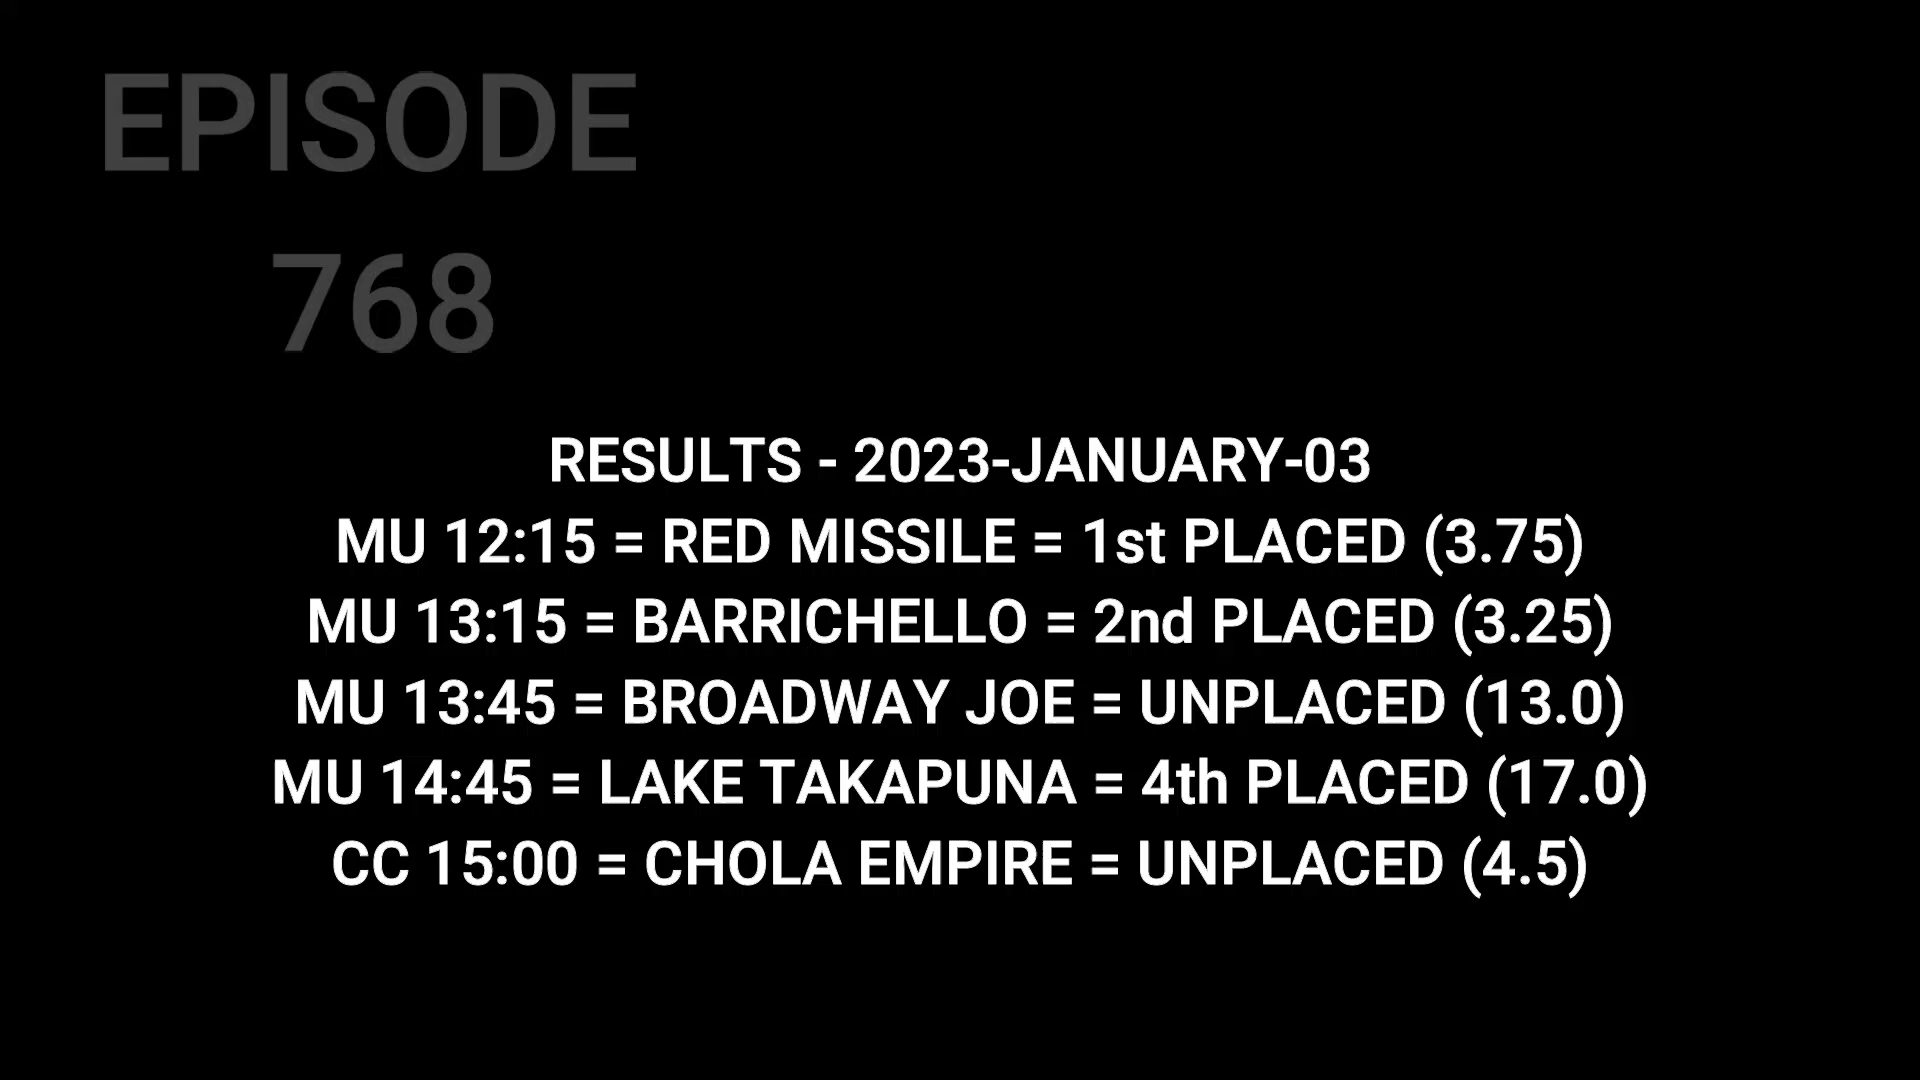 EPISODE
768
RESULTS - 2023-JANUARY-03
MU 12:15 = RED MISSILE = 1st PLACED (3.75)
MU 13:15 = BARRICHELLO = 2nd PLACED (3.25)
MU 13:45 = BROADWAY JOE = UNPLACED (13.0)
MU 14:45 = LAKE TAKAPUNA = 4th PLACED (17.0)
CC 15:00 = CHOLA EMPIRE = UNPLACED (4.5)